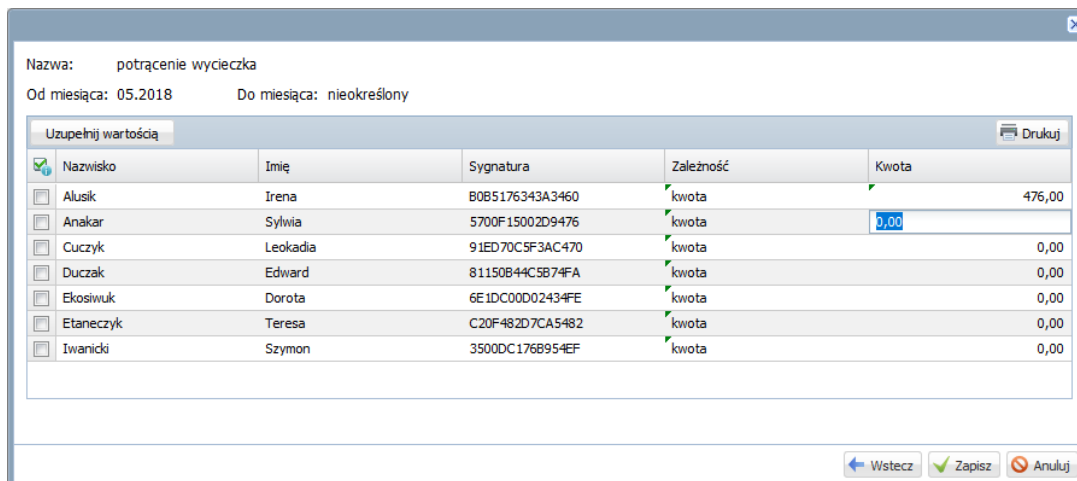 Nazwa: potrącenie wycieczka
Od miesiąca: 05.2018 Do miesiąca: nieokreślony
Uzupełnij wartością Drukuj
Nazwisko Imię Sygnatura Zależność Kwota
Alusik Irena B0B5176343A3460 kwota 476,00
Anakar Sylwia 5700F15002D9476 kwota 0,00
Cuczyk Leokadia 91ED70C5F3AC470 kwota 0,00
Duczak Edward 81150B44C5B74FA kwota 0,00
Ekosiwuk Dorota 6E1DC00D02434FE kwota 0,00
Etaneczyk Teresa C20F482D7CA5482 kwota 0,00
Iwanicki Szymon 3500DC176B954EF kwota 0,00
Wstecz Zapisz Anuluj